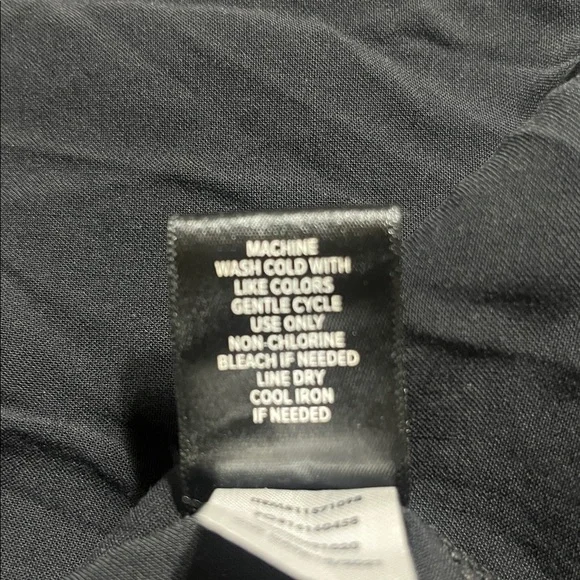 MACHINE
WASH COLD WITH
LIKE COLORS
GENTLE CYCLE
USE ONLY
NON-CHLORINE
BLEACH IF NEEDED
LINE DRY
COOL IRON
IF NEEDED